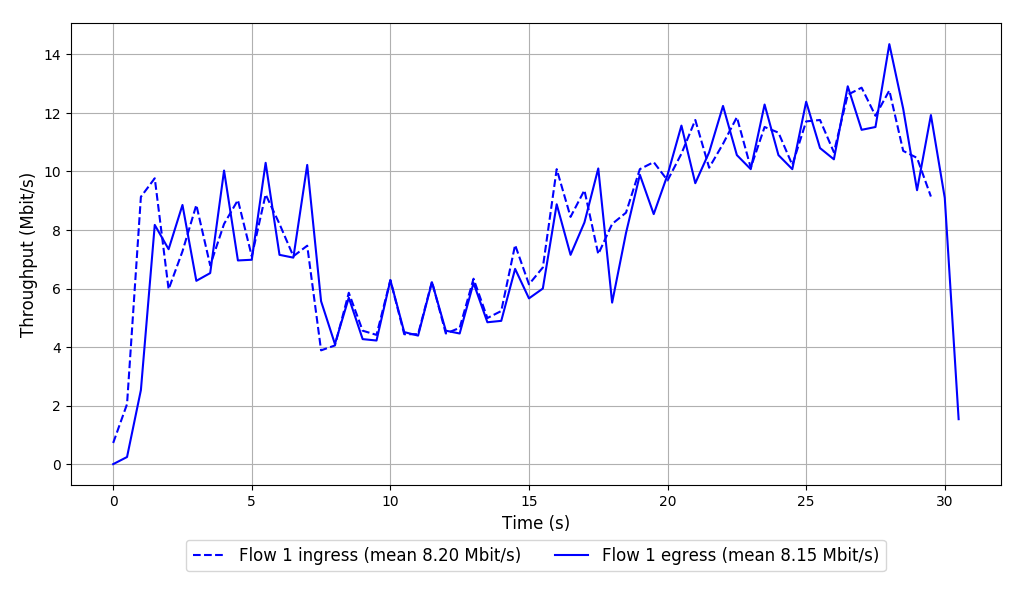 Throughput (Mbit/s)
14
12
10
8
6
4
2
0
0 5 10 15 20 25 30
Time (s)
Flow 1 ingress (mean 8.20 Mbit/s) Flow 1 egress (mean 8.15 Mbit/s)